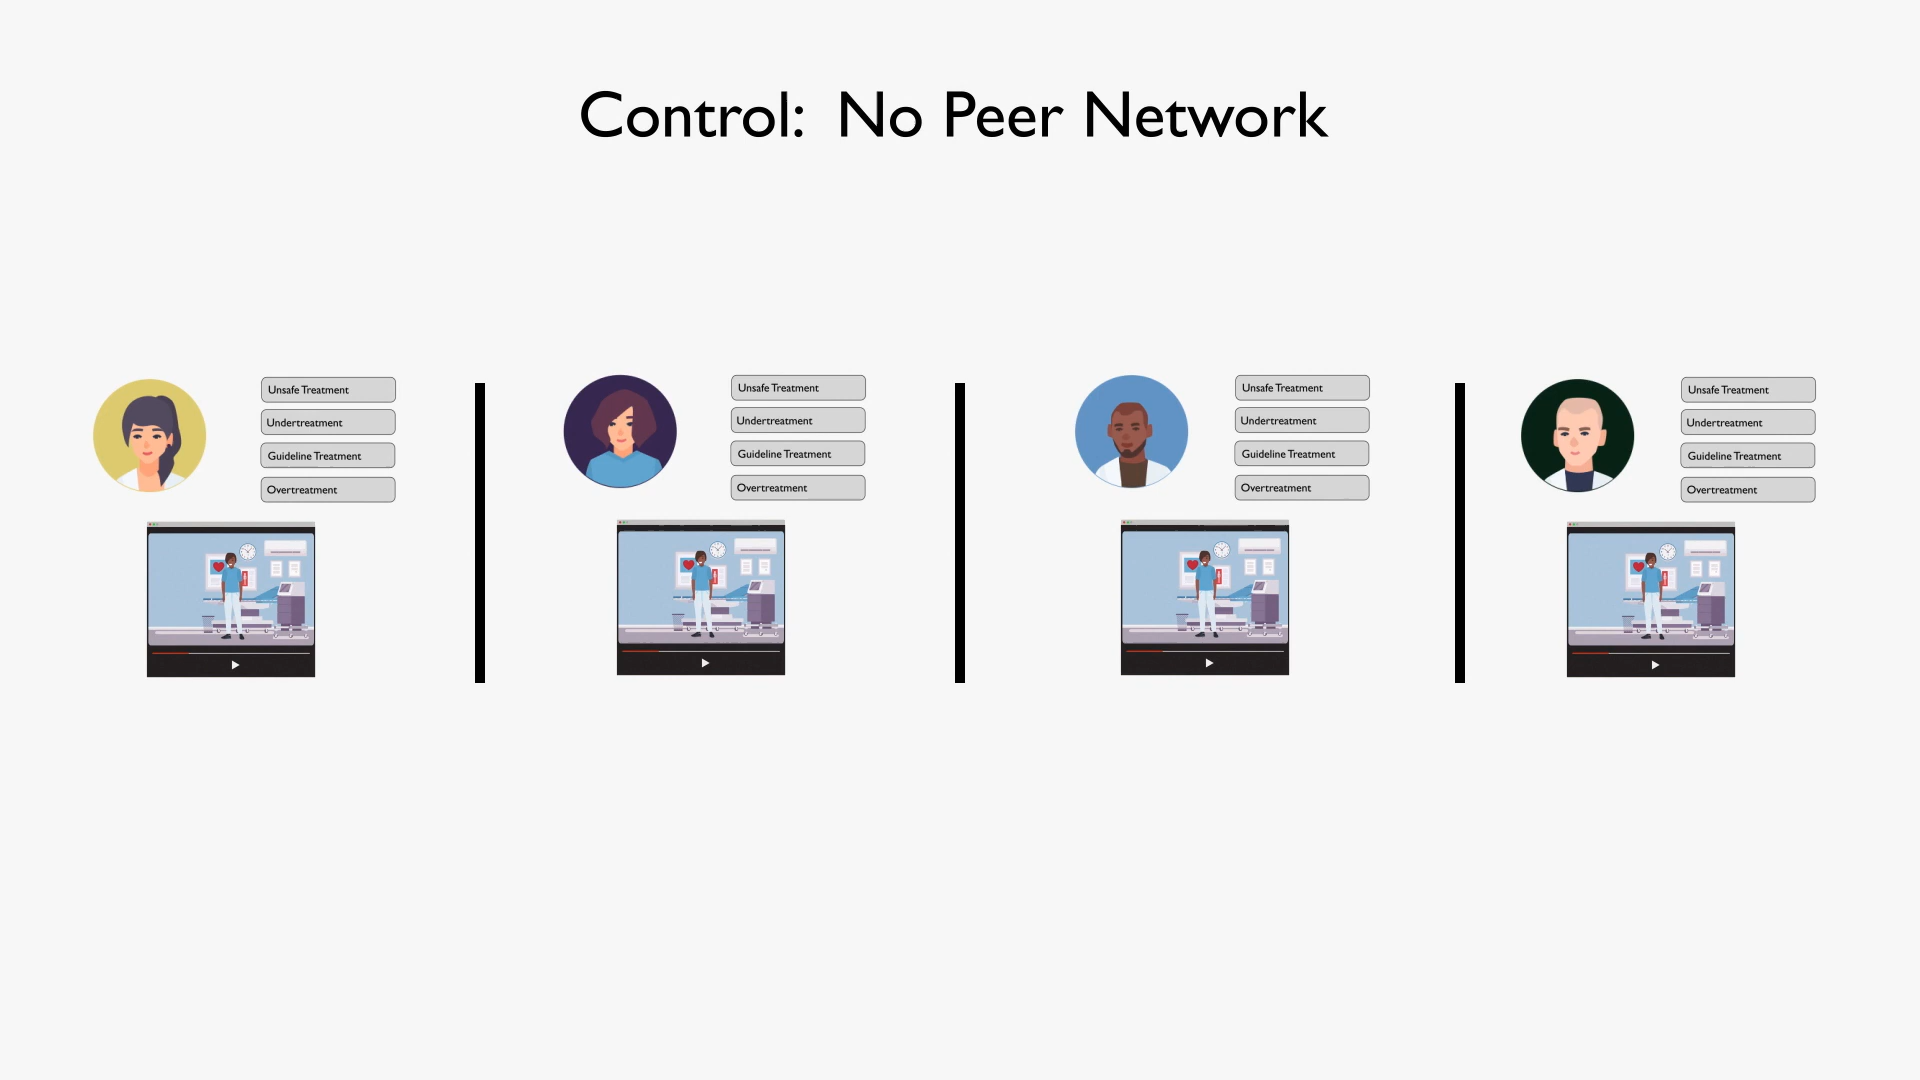 Control:  No Peer Network
Unsafe Treatment
Undertreatment
Guideline Treatment
Overtreatment
Unsafe Treatment
Undertreatment
Guideline Treatment
Overtreatment
Unsafe Treatment
Undertreatment
Guideline Treatment
Overtreatment
Unsafe Treatment
Undertreatment
Guideline Treatment
Overtreatment